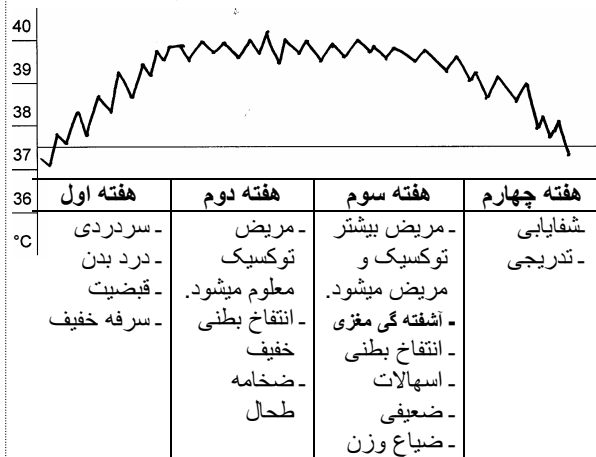 40
39
38
37
36
°C
هفته اول
هفته دوم
هفته سوم
هفته چهارم
ـ سردردی
ـ درد بدن
ـ قبضیت
ـ سرفه خفیف
ـ مریض
توکسیک
معلوم میشود.
ـ انتفاخ بطنی
خفیف
ـ ضخامه
طحال
ـ مریض بیشتر
توکسیک و
مریض میشود.
ـ آشفته گی مغزی
ـ انتفاخ بطنی
ـ اسهالات
ـ ضعیفی
ـ ضیاع وزن
ـشفایابی
ـ تدریجی